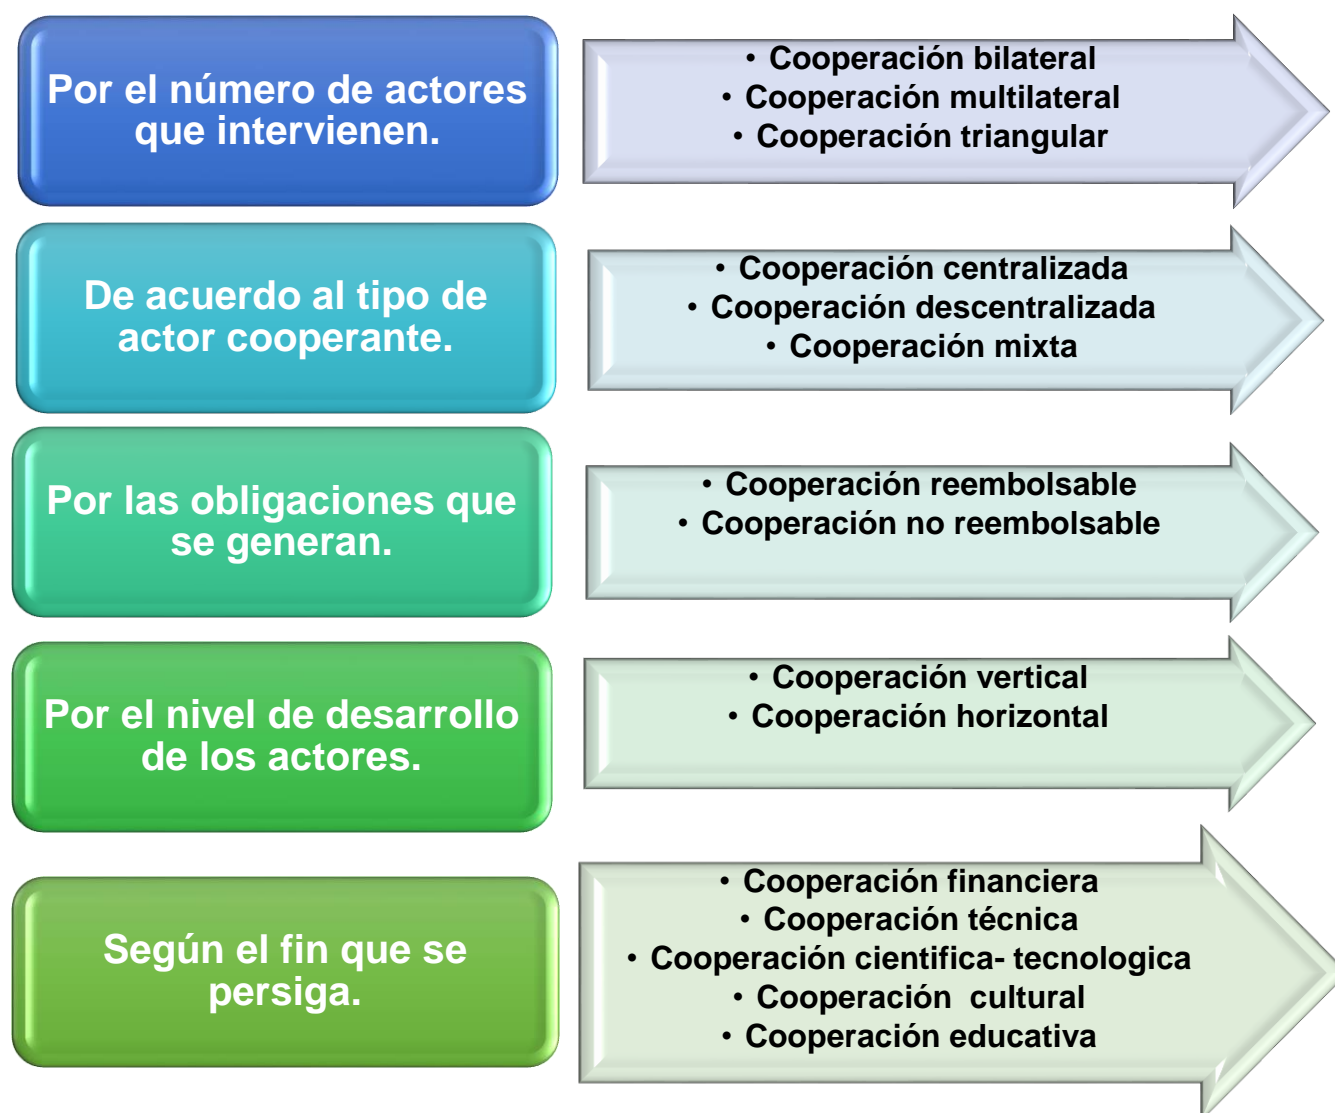 Por el número de actores
que intervienen.
• Cooperación bilateral
• Cooperación multilateral
• Cooperación triangular
De acuerdo al tipo de
actor cooperante.
• Cooperación centralizada
• Cooperación descentralizada
• Cooperación mixta
Por las obligaciones que
se generan.
• Cooperación reembolsable
• Cooperación no reembolsable
Por el nivel de desarrollo
de los actores.
• Cooperación vertical
• Cooperación horizontal
Según el fin que se
persiga.
• Cooperación financiera
• Cooperación técnica
• Cooperación cientifica- tecnologica
• Cooperación  cultural
• Cooperación educativa